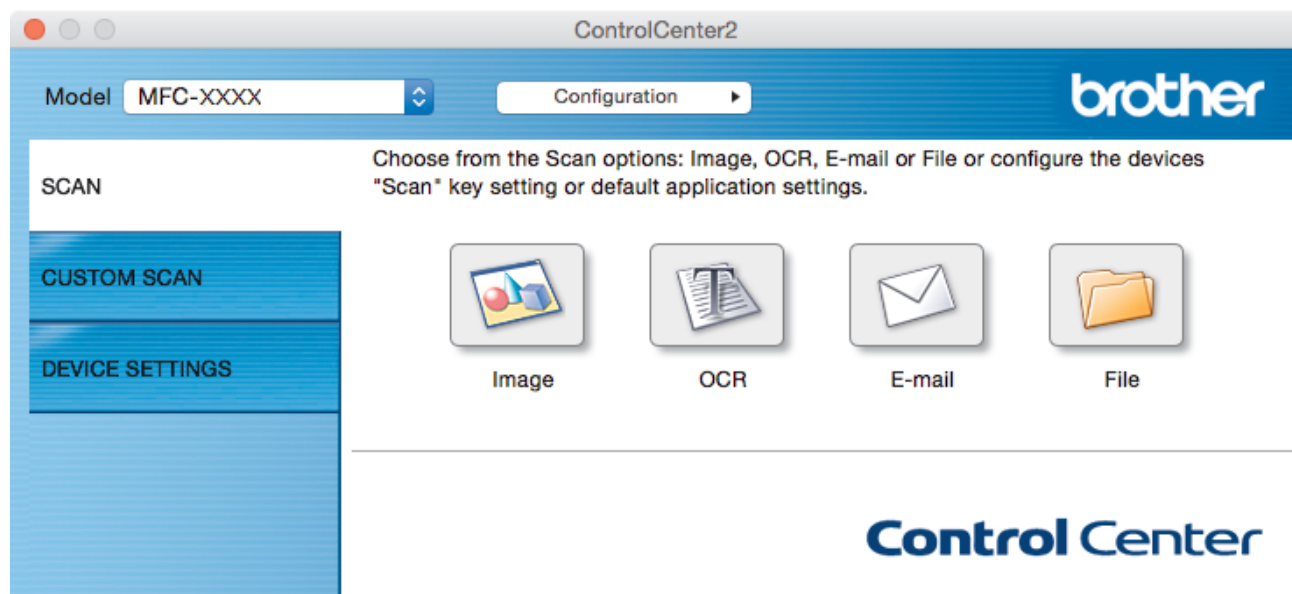 ControlCenter2
Model MFC-XXXX Configuration brother
SCAN
Choose from the Scan options: Image, OCR, E-mail or File or configure the devices
"Scan" key setting or default application settings.
CUSTOM SCAN
DEVICE SETTINGS
Image OCR E-mail File
Control Center